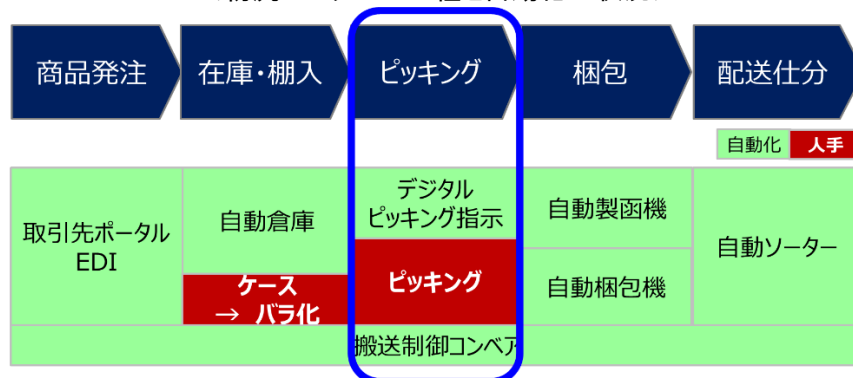 商品発注
在庫・棚入
ピッキング
梱包
配送仕分
自動化
人手
取引先ポータル
EDI
自動倉庫
ケース
→ バラ化
デジタル
ピッキング指示
ピッキング
自動製函機
自動梱包機
自動ソーター
搬送制御コンベア